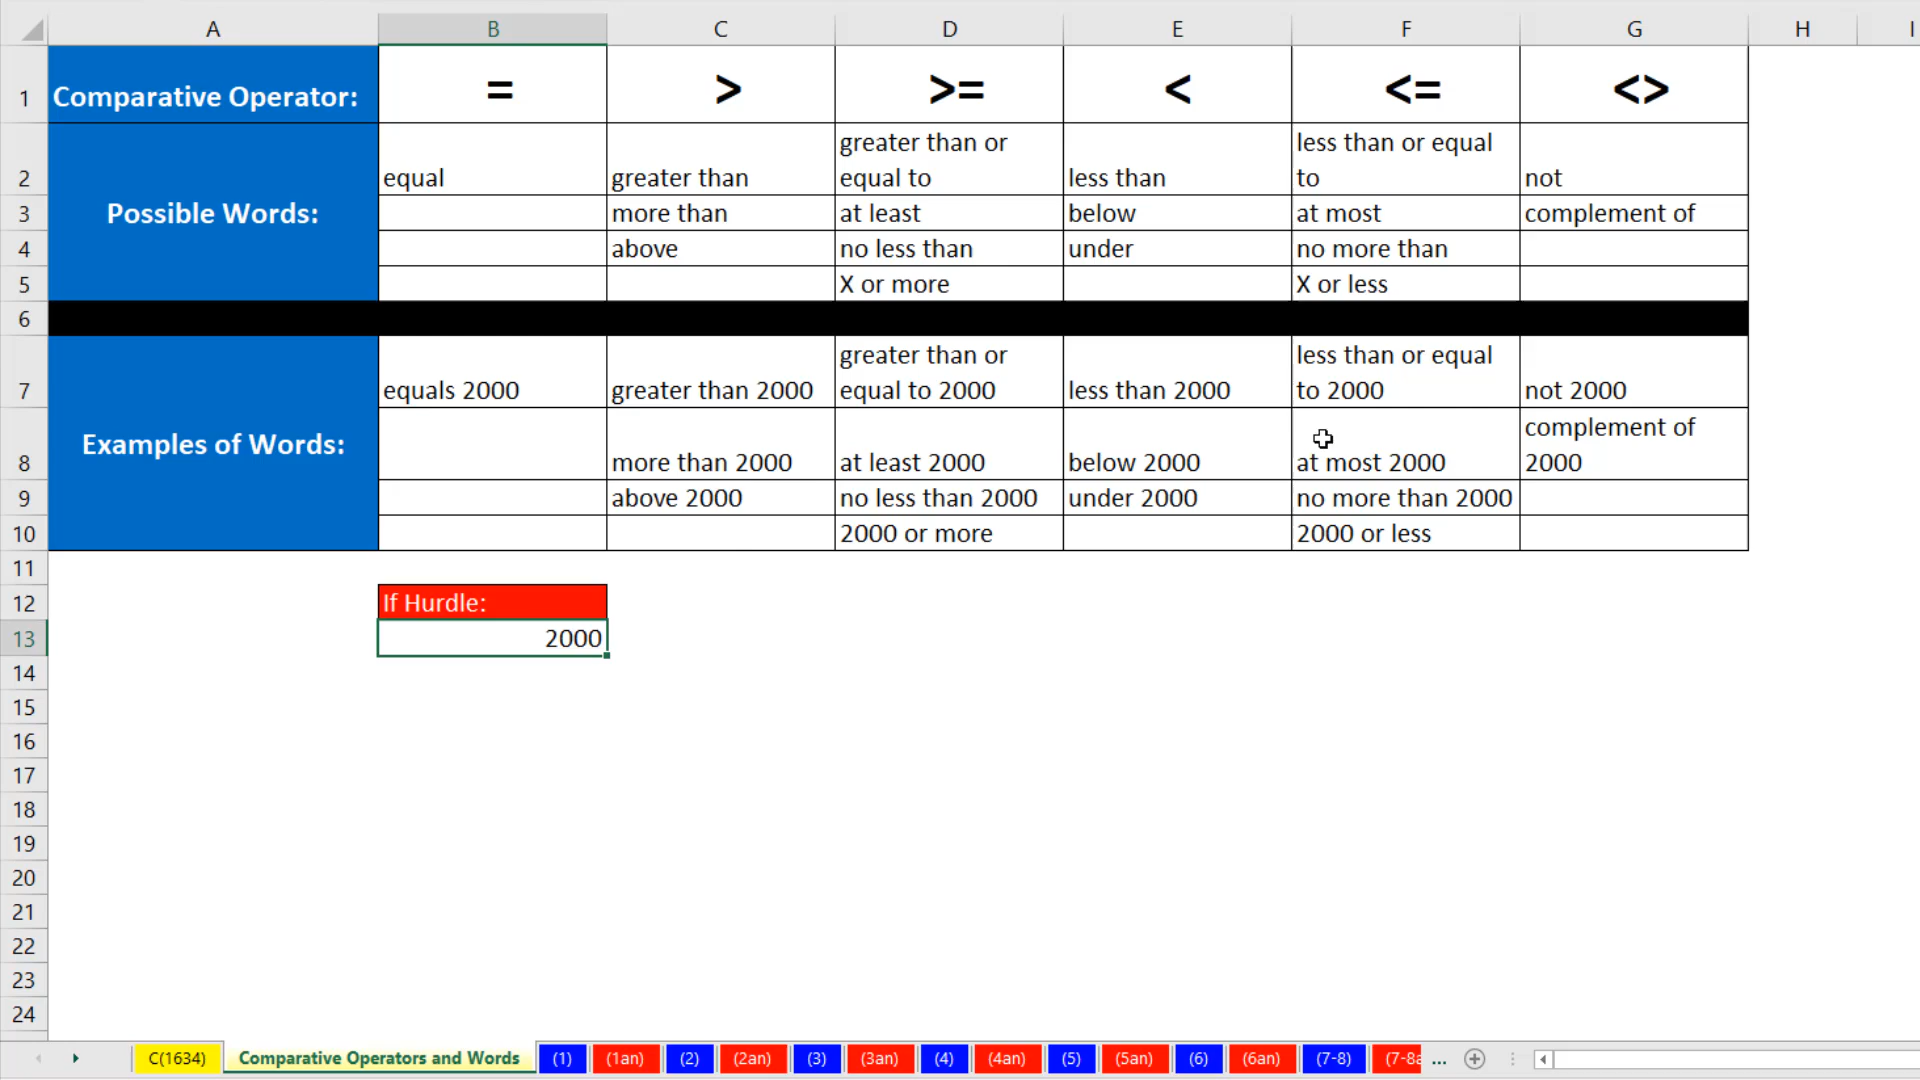 A B C D E F G H I
1 Comparative Operator: = > >= < <= <>
greater than or less than or equal
2 equal greater than equal to less than to not
Possible Words:
3 more than at least below at most complement of
4 above no less than under no more than
5 X or more X or less
6
greater than or less than or equal
7 equals 2000 greater than 2000 equal to 2000 less than 2000 to 2000 not 2000
Examples of Words:
complement of
8 more than 2000 at least 2000 below 2000 at most 2000 2000
9 above 2000 no less than 2000 under 2000 no more than 2000
10 2000 or more 2000 or less
11
12 If Hurdle:
13 2000
14
15
16
17
18
19
20
21
22
23
24
C(1634) Comparative Operators and Words (1) (1an) (2) (2an) (3) (3an) (4) (4an) (5) (5an) (6) (6an) (7-8) (7-8a ...